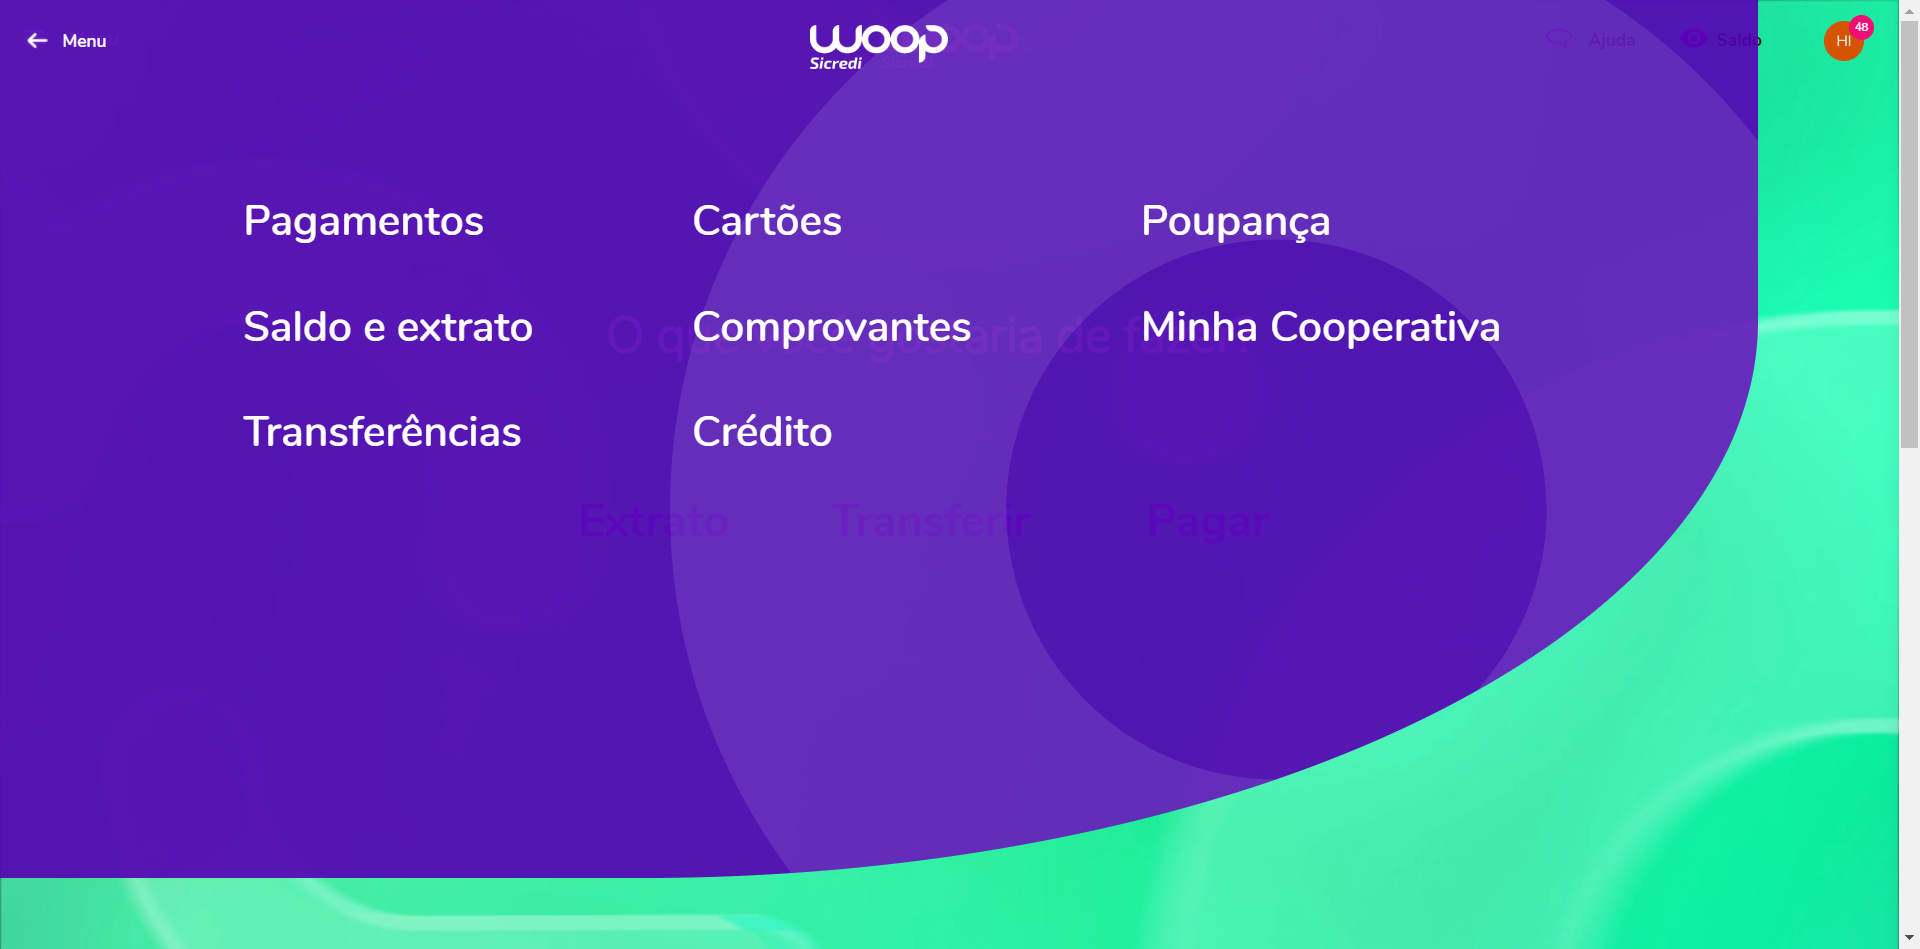 Menu
woop
Sicredi
Ajuda
Saldo
HI
48
Pagamentos
Cartões
Poupança
Saldo e extrato
Comprovantes
Minha Cooperativa
O que você gostaria de fazer?
Transferências
Crédito
Extrato
Transferir
Pagar